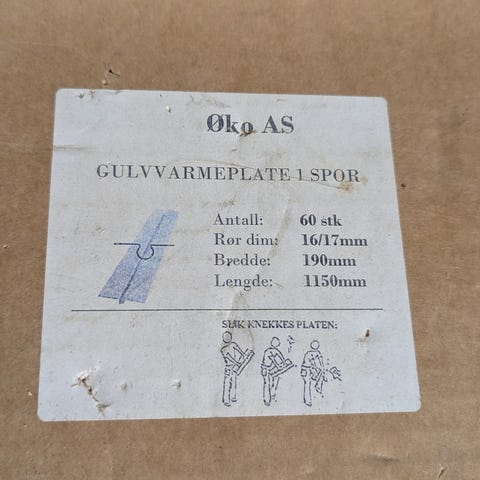 Øko AS
GULVVARMEPLATE 1 SPOR
Antall: 60 stk
Rør dim: 16/17mm
Bredde: 190mm
Lengde: 1150mm
SLIK KNEKKES PLATEN: